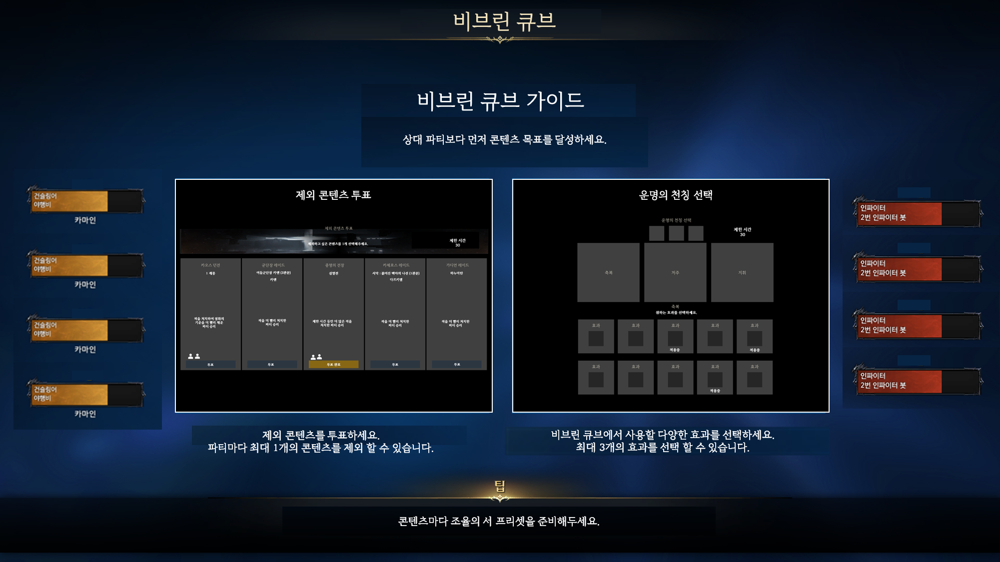 비브린 큐브
비브린 큐브 가이드
상대 파티보다 먼저 콘텐츠 목표를 달성하세요.
건슬링어
야행비
카마인
건슬링어
야행비
카마인
건슬링어
야행비
카마인
건슬링어
야행비
카마인
제외 콘텐츠 투표
제외 콘텐츠 투표
제외하고 싶은 콘텐츠를 1개 선택해주세요.
제한 시간
30
카오스 던전
1 계몽
적을 처치하여 정화의
기운을 더 빨리 채운
파티 승리
투표
군단장 레이드
어둠군단장 카멘 (3관문)
카멘
적을 더 빨리 처치한
파티 승리
투표
증명의 전장
섬멸전
제한 시간 동안 더 많은 적을
처치한 파티 승리
투표 완료
카제로스 레이드
서막 : 붉어진 백야의 나선 (1관문)
다르키엘
적을 더 빨리 처치한
파티 승리
투표
가디언 레이드
하누마탄
적을 더 빨리 처치한
파티 승리
투표
운명의 천칭 선택
운명의 천칭 선택
제한 시간
30
축복
저주
지휘
축복
원하는 효과를 선택하세요.
효과
효과
효과
적용중
효과
효과
적용중
효과
효과
효과
효과
적용중
효과
인파이터
2번 인파이터 봇
인파이터
2번 인파이터 봇
인파이터
2번 인파이터 봇
인파이터
2번 인파이터 봇
제외 콘텐츠를 투표하세요.
파티마다 최대 1개의 콘텐츠를 제외 할 수 있습니다.
비브린 큐브에서 사용할 다양한 효과를 선택하세요.
최대 3개의 효과를 선택 할 수 있습니다.
팁
콘텐츠마다 조율의 서 프리셋을 준비해두세요.